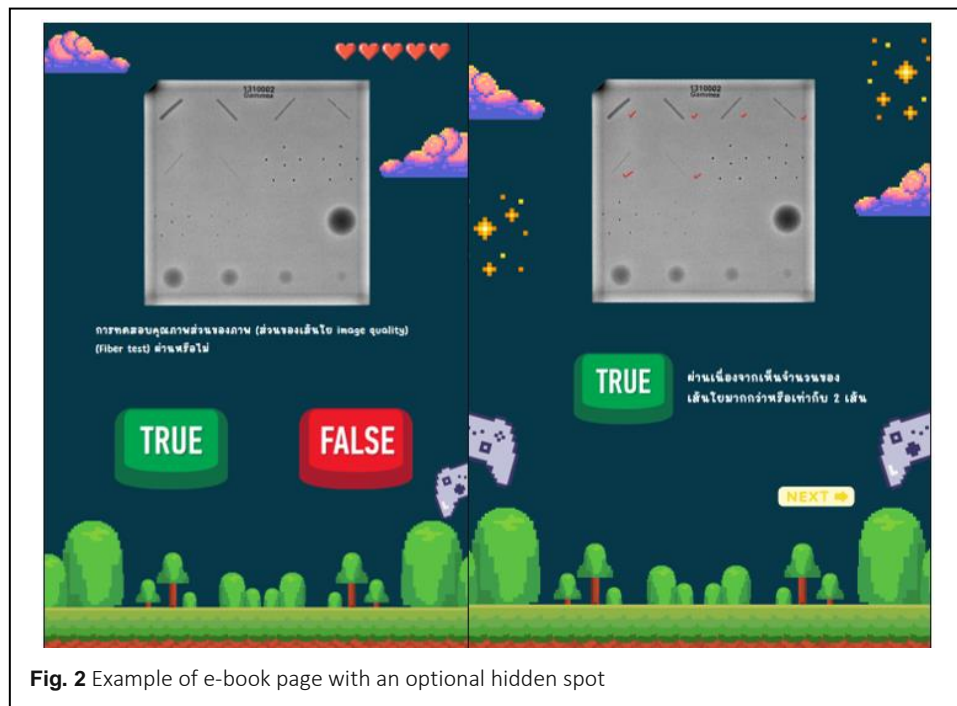 1310002
Gammex
การทดสอบคุณภาพส่วนของภาพ (ส่วนของเส้นใย image quality)
(Fiber test) ผ่านหรือไม่
TRUE
FALSE
1310002
Gammex
TRUE
ผ่านเนื่องจากเห็นจำนวนของ
เส้นใยมากกว่าหรือเท่ากับ 2 เส้น
NEXT
Fig. 2 Example of e-book page with an optional hidden spot